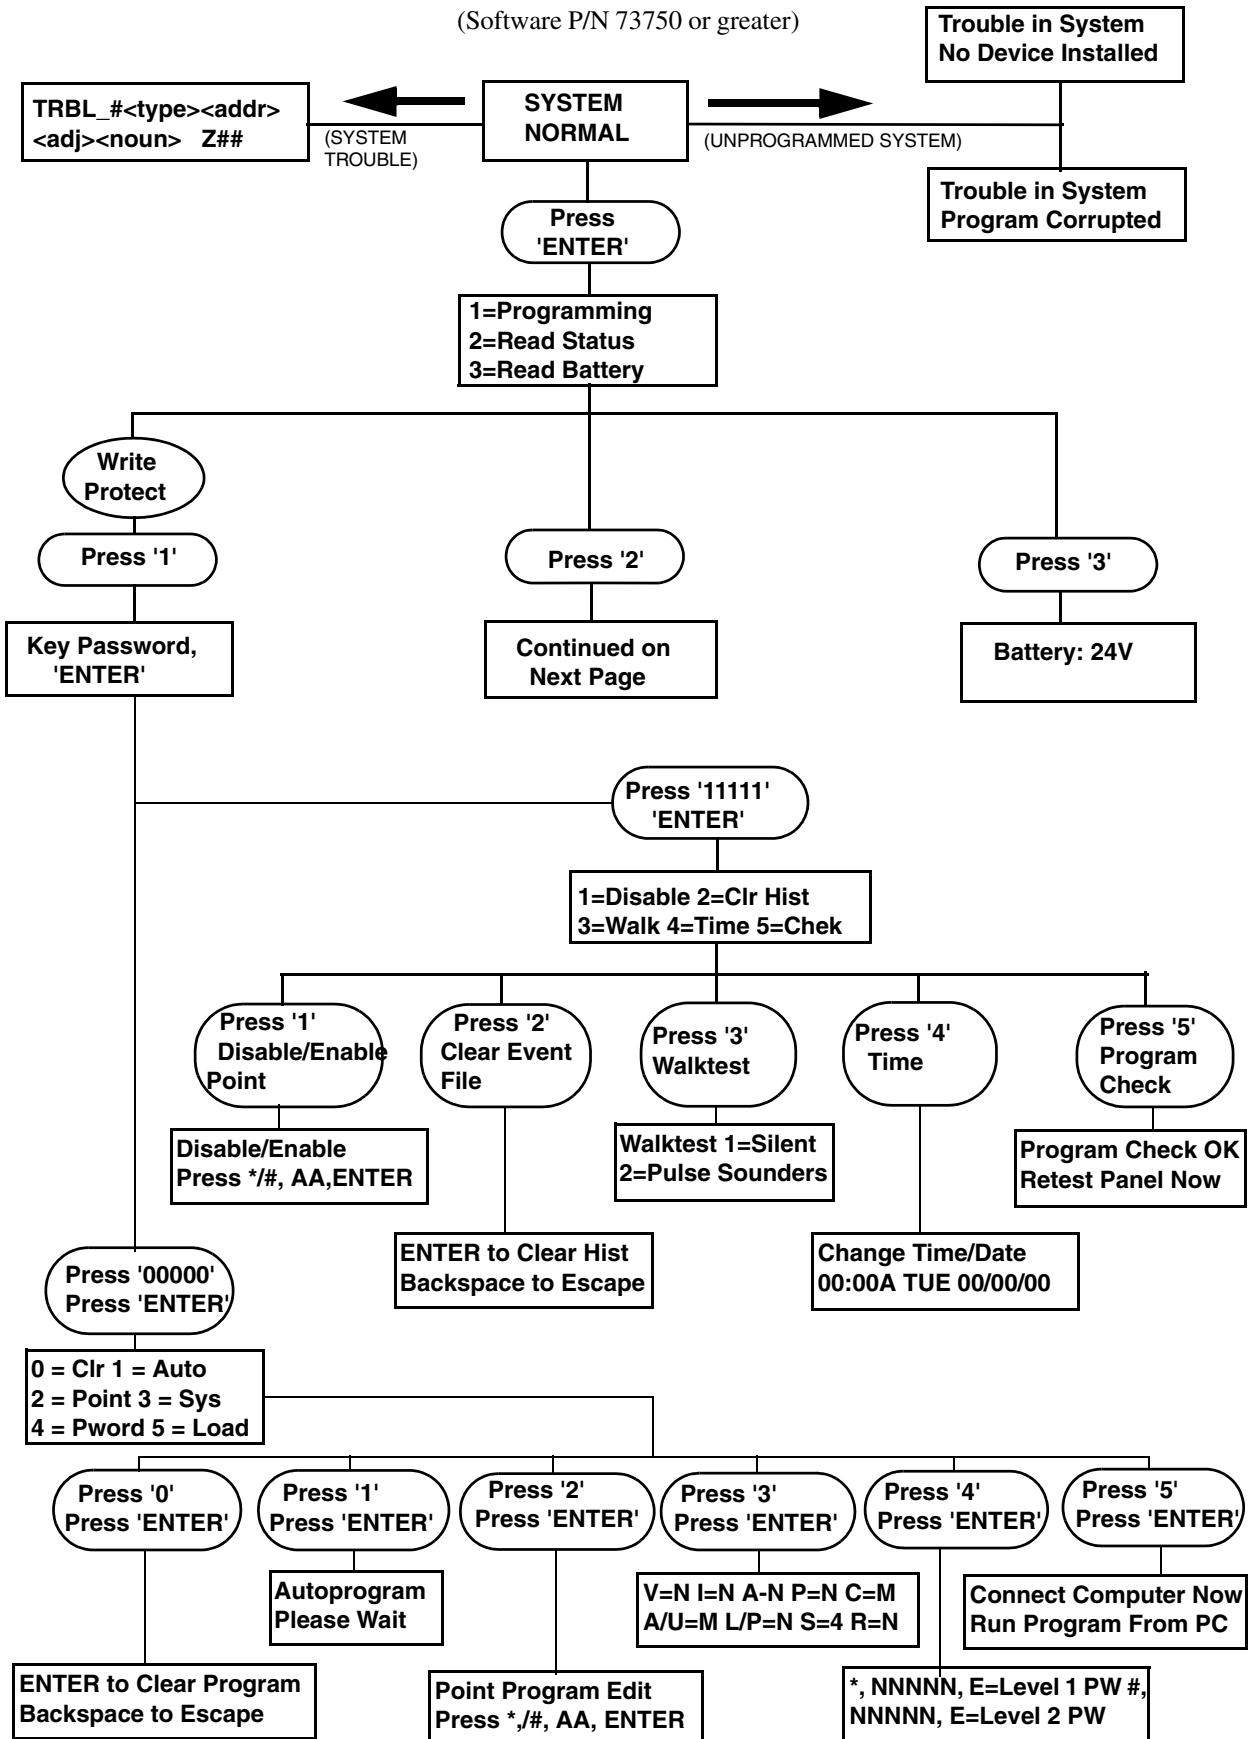 (Software P/N 73750 or greater)
Trouble in System
No Device Installed
TRBL_#<type><addr>
<adj><noun> Z##
SYSTEM
NORMAL
(SYSTEM
TROUBLE)
(UNPROGRAMMED SYSTEM)
Trouble in System
Program Corrupted
Press
'ENTER'
1=Programming
2=Read Status
3=Read Battery
Write
Protect
Press '1'
Press '2'
Press '3'
Key Password,
'ENTER'
Continued on
Next Page
Battery: 24V
Press '11111'
'ENTER'
1=Disable 2=Clr Hist
3=Walk 4=Time 5=Chek
Press '1'
Disable/Enable
Point
Press '2'
Clear Event
File
Press '3'
Walktest
Press '4'
Time
Press '5'
Program
Check
Disable/Enable
Press */#, AA,ENTER
Walktest 1=Silent
2=Pulse Sounders
Program Check OK
Retest Panel Now
ENTER to Clear Hist
Backspace to Escape
Change Time/Date
00:00A TUE 00/00/00
Press '00000'
Press 'ENTER'
0 = Clr 1 = Auto
2 = Point 3 = Sys
4 = Pword 5 = Load
Press '0'
Press 'ENTER'
Press '1'
Press 'ENTER'
Press '2'
Press 'ENTER'
Press '3'
Press 'ENTER'
Press '4'
Press 'ENTER'
Press '5'
Press 'ENTER'
Autoprogram
Please Wait
V=N I=N A-N P=N C=M
A/U=M L/P=N S=4 R=N
Connect Computer Now
Run Program From PC
ENTER to Clear Program
Backspace to Escape
Point Program Edit
Press *,/#, AA, ENTER
*, NNNNN, E=Level 1 PW #,
NNNNN, E=Level 2 PW